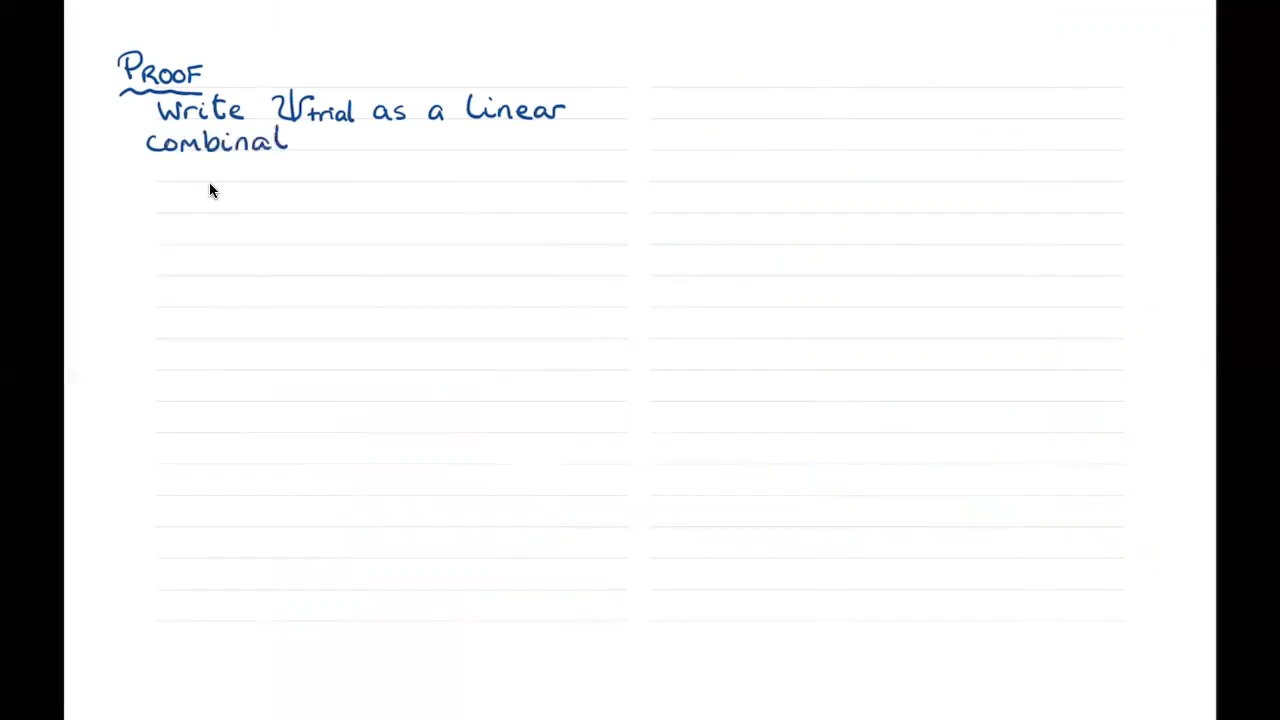 PROOF
Write Ψtrial as a linear
combinat